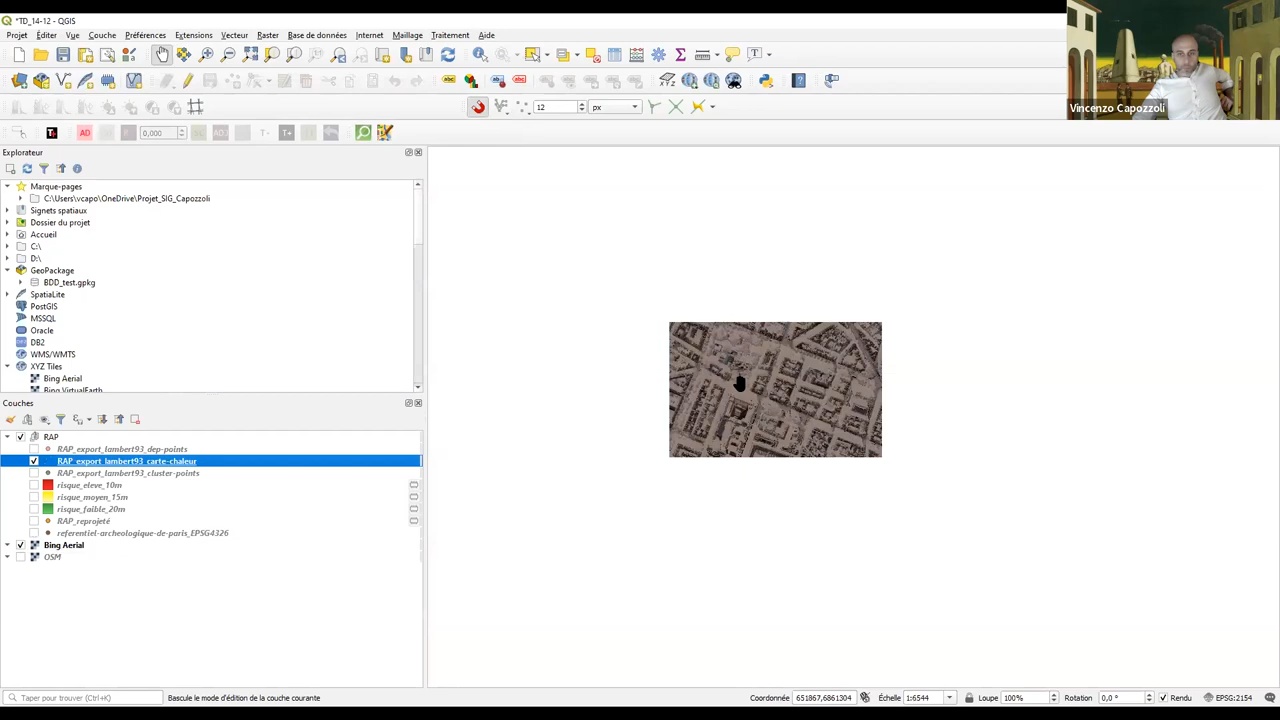 *TD_14-12 - QGIS
Projet Éditer Vue Couche Préférences Extensions Vecteur Raster Base de données Internet Maillage Traitement Aide
12 px
0,000
Vincenzo Capozzoli
Explorateur
Marque-pages
C:\Users\vcapo\OneDrive\Projet_SIG_Capozzoli
Signets spatiaux
Dossier du projet
Accueil
C:\
D:\
GeoPackage
BDD_test.gpkg
SpatiaLite
PostGIS
MSSQL
Oracle
DB2
WMS/WMTS
XYZ Tiles
Bing Aerial
Bing VirtualEarth
Couches
RAP
RAP_export_lambert93_dep-points
RAP_export_lambert93_carte-chaleur
RAP_export_lambert93_cluster-points
risque_eleve_10m
risque_moyen_15m
risque_faible_20m
RAP_reprojeté
referentiel-archeologique-de-paris_EPSG4326
Bing Aerial
OSM
Taper pour trouver (Ctrl+K) Bascule le mode d'édition de la couche courante Coordonnée 651867,6861304 Échelle 1:6544 Loupe 100% Rotation 0,0 ° Rendu EPSG:2154